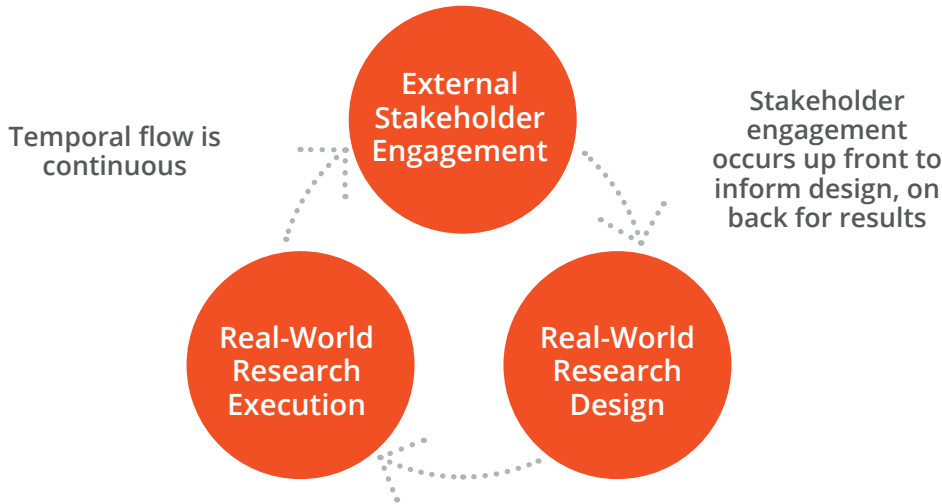 External
Stakeholder
Engagement
Temporal flow is
continuous
Stakeholder
engagement
occurs up front to
inform design, on
back for results
Real-World
Research
Execution
Real-World
Research
Design